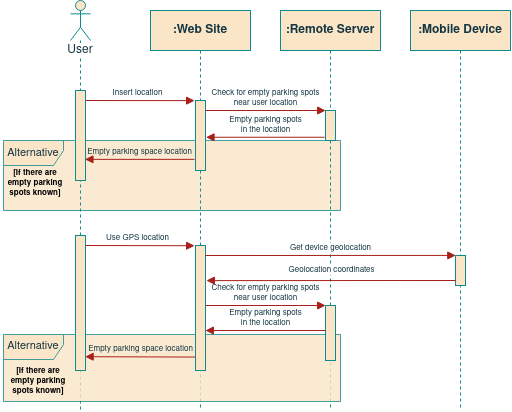 :Web Site
:Remote Server
:Mobile Device
User
Insert location
Check for empty parking spots
near user location
Empty parking spots
in the location
Alternative
Empty parking space location
[If there are
empty parking
spots known]
Use GPS location
Get device geolocation
Geolocation coordinates
Check for empty parking spots
near user location
Empty parking spots
in the location
Alternative
Empty parking space location
[If there are
empty parking
spots known]